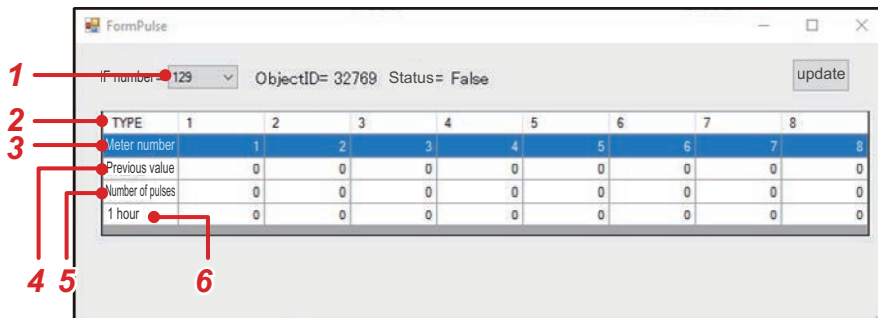 FormPulse
1 IF number= 129 ObjectID= 32769 Status= False update
2 TYPE 1 2 3 4 5 6 7 8
3 Meter number 1 2 3 4 5 6 7 8
Previous value 0 0 0 0 0 0 0 0
Number of pulses 0 0 0 0 0 0 0 0
1 hour 0 0 0 0 0 0 0 0
4 5 6